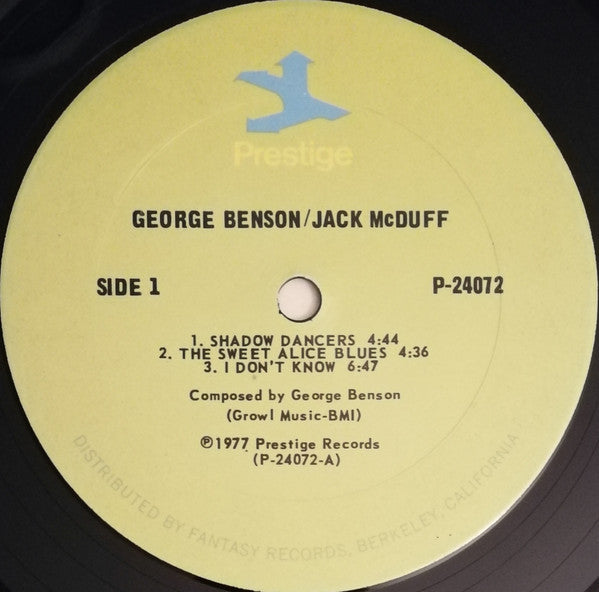 Prestige
GEORGE BENSON/JACK McDUFF
SIDE 1
P-24072
1. SHADOW DANCERS 4:44
2. THE SWEET ALICE BLUES 4:36
3. I DON'T KNOW 6:47
Composed by George Benson
(Growl Music-BMI)
℗1977 Prestige Records
(P-24072-A)
DISTRIBUTED BY FANTASY RECORDS, BERKELEY, CALIFORNIA